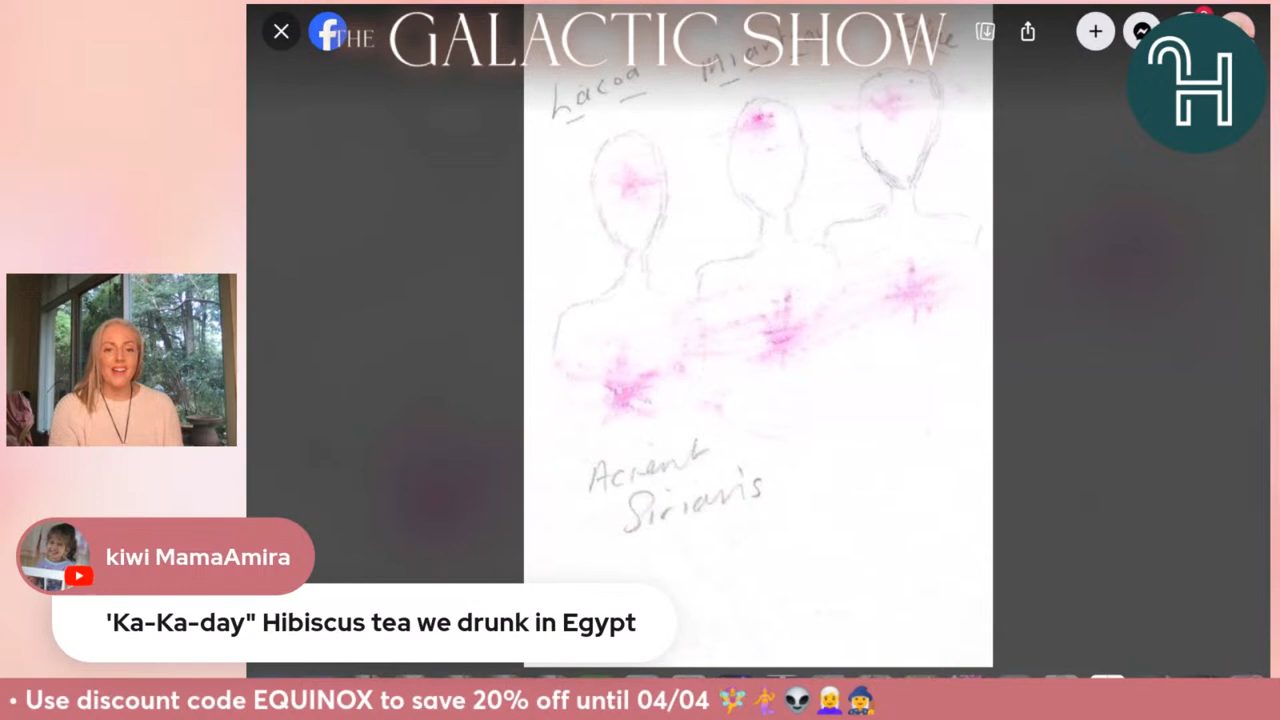 THE GALACTIC SHOW
H
Lacoa
Acient
Sirians
kiwi MamaAmira
'Ka-Ka-day" Hibiscus tea we drunk in Egypt
• Use discount code EQUINOX to save 20% off until 04/04 🧚🧜‍♀️👽👩‍🦳🧙‍♀️